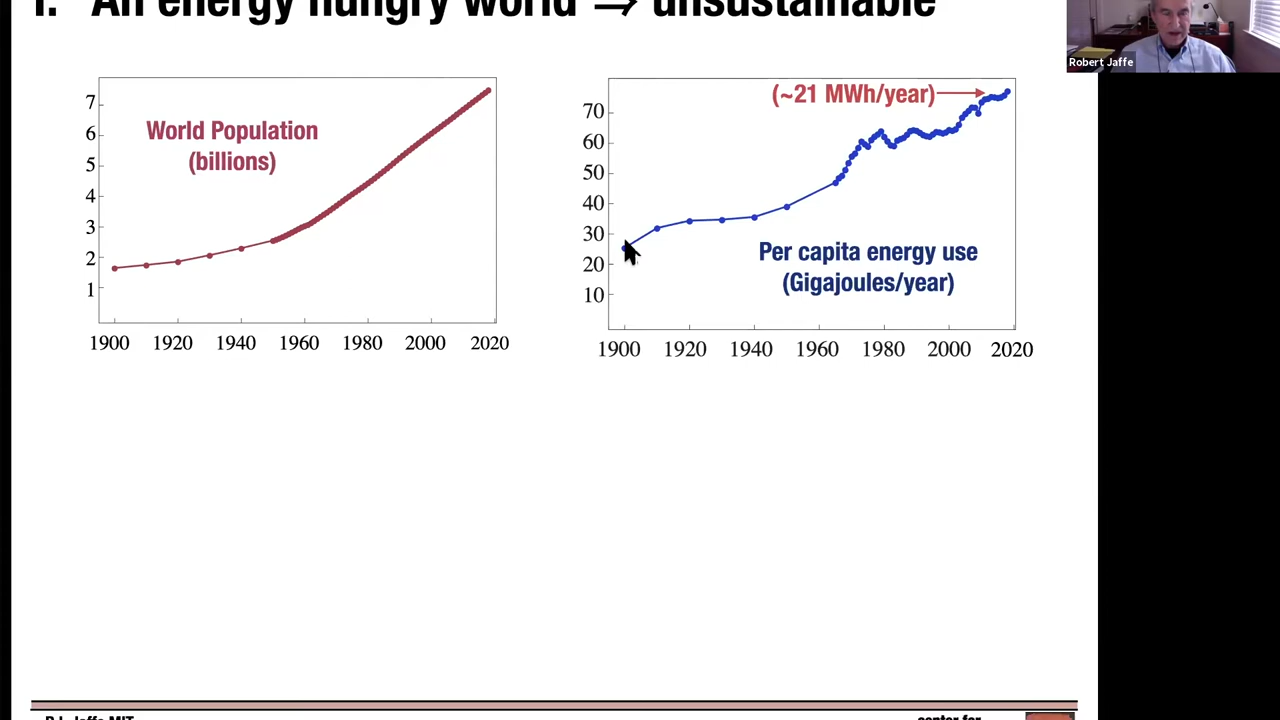 1. An energy hungry world ⇒ unsustainable
Robert Jaffe
7
6
5
4
3
2
1
World Population
(billions)
1900 1920 1940 1960 1980 2000 2020
70
60
50
40
30
20
10
(~21 MWh/year)
Per capita energy use
(Gigajoules/year)
1900 1920 1940 1960 1980 2000 2020
R L Jaffe MIT
center for